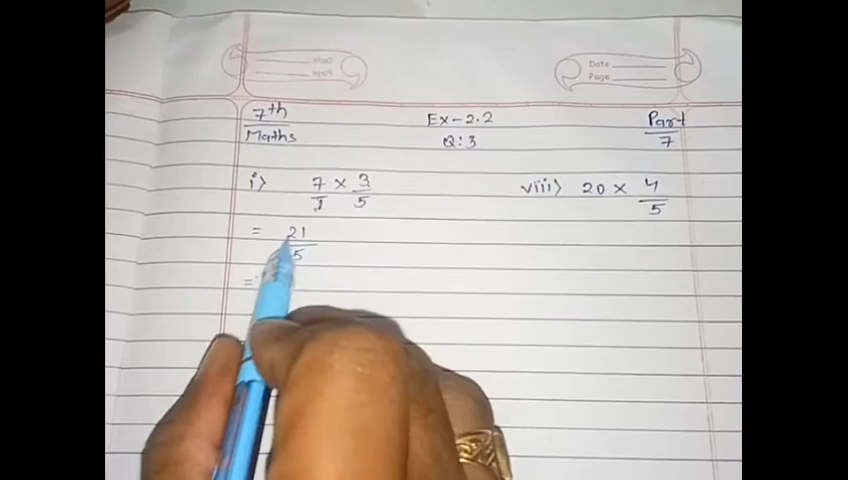 Date
Page
7th Maths
Ex-2.2
Q:3
Part 7
i> 7/1 × 3/5
= 21/5
=
viii> 20 × 4/5